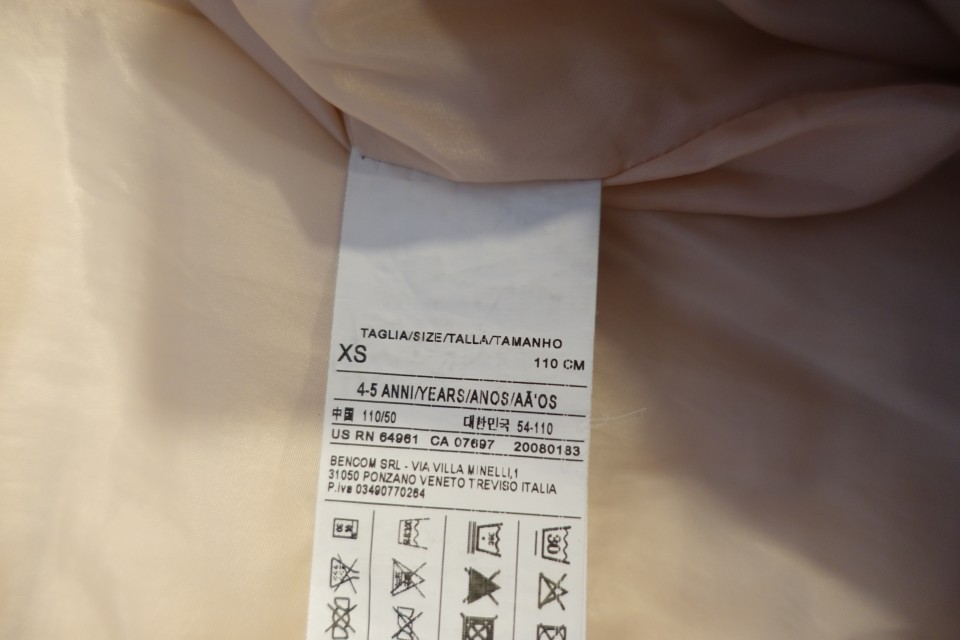 TAGLIA/SIZE/TALLA/TAMANHO
XS 110 CM
4-5 ANNI/YEARS/ANOS/AÃ'OS
中国 110/50 대한민국 54-110
US RN 64961 CA 07697 20080183
BENCOM SRL - VIA VILLA MINELLI,1
31050 PONZANO VENETO TREVISO ITALIA
P.Iva 03490770264
30